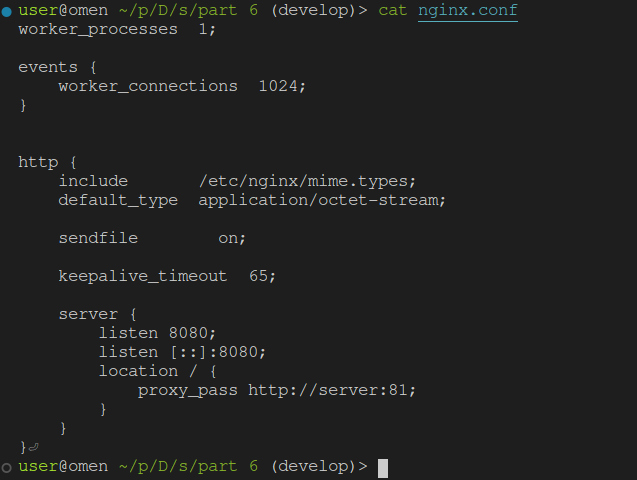 user@omen ~/p/D/s/part 6 (develop)> cat nginx.conf
worker_processes  1;
events {
    worker_connections  1024;
}
http {
    include       /etc/nginx/mime.types;
    default_type  application/octet-stream;
    sendfile        on;
    keepalive_timeout  65;
    server {
        listen 8080;
        listen [::]:8080;
        location / {
            proxy_pass http://server:81;
        }
    }
}⏎
user@omen ~/p/D/s/part 6 (develop)>